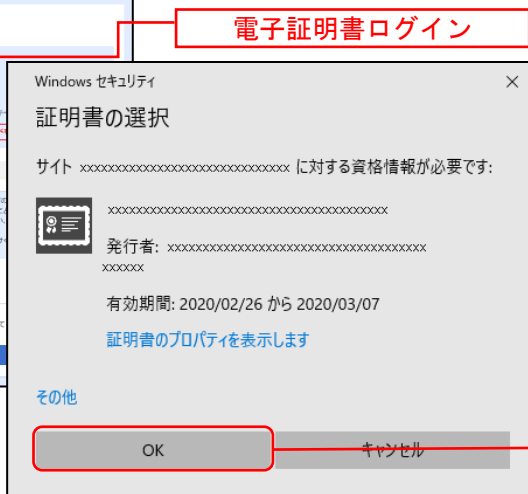 電子証明書ログイン
Windows セキュリティ
証明書の選択
サイト xxxxxxxxxxxxxxxxxxxxxxxxxxxxxx に対する資格情報が必要です:
xxxxxxxxxxxxxxxxxxxxxxxxxxxxxxxxxxxxxxxx
発行者: xxxxxxxxxxxxxxxxxxxxxxxxxxxxxxxxxxxxx
xxxxxx
有効期間: 2020/02/26 から 2020/03/07
証明書のプロパティを表示します
その他
OK キャンセル